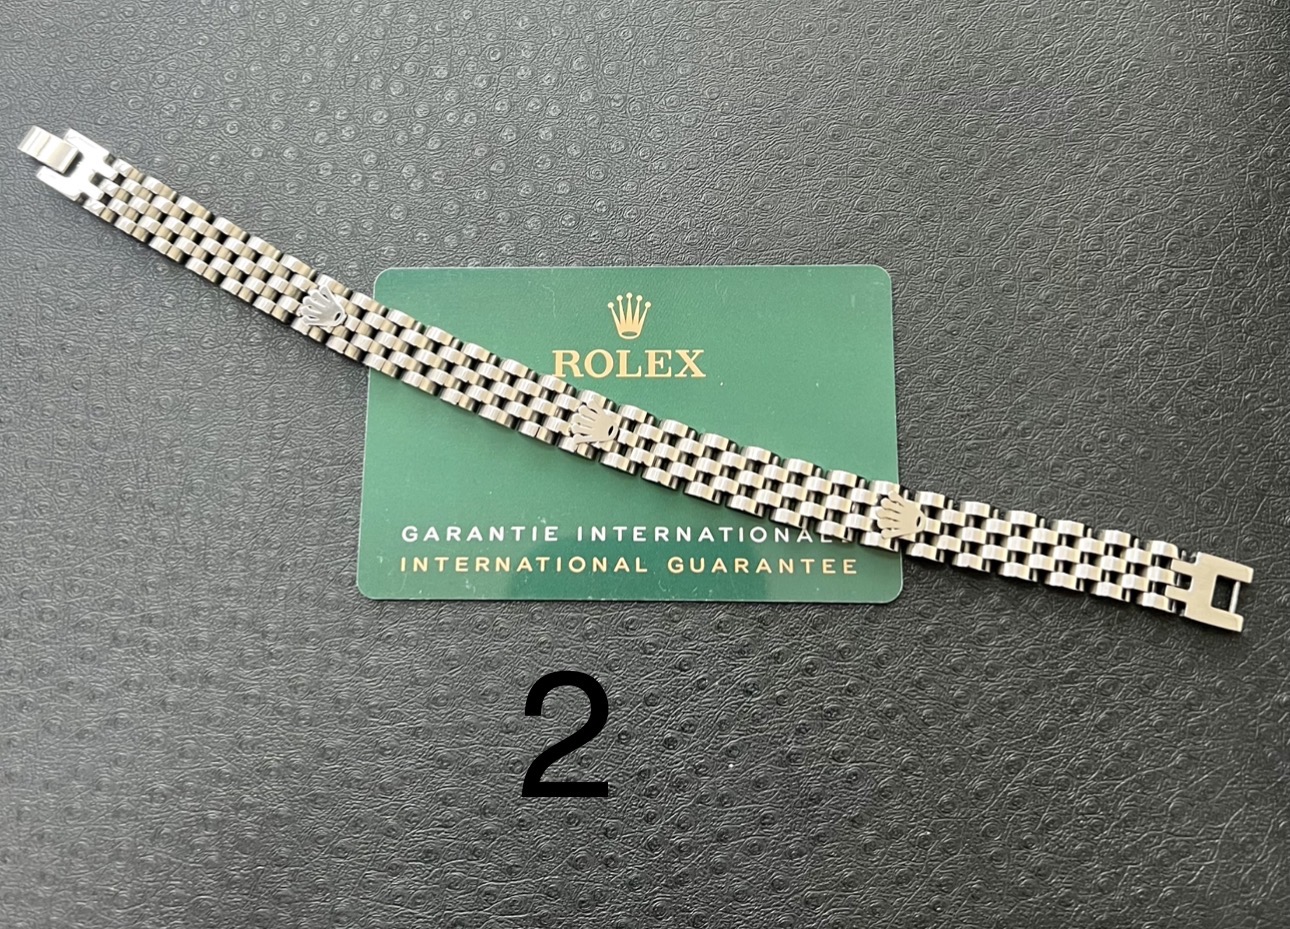 ROLEX
GARANTIE INTERNATIONALE
INTERNATIONAL GUARANTEE
2